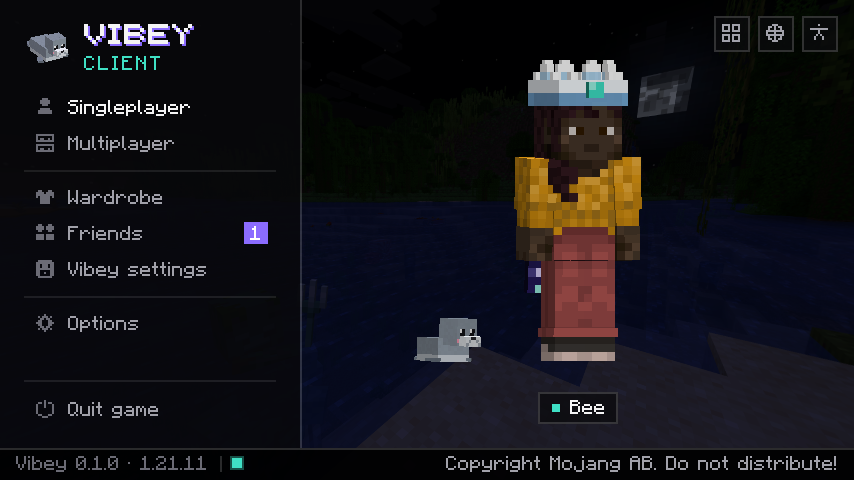 VIBEY
CLIENT
Singleplayer
Multiplayer
Wardrobe
Friends
1
Vibey settings
Options
Quit game
Bee
Vibey 0.1.0 · 1.21.11 |
Copyright Mojang AB. Do not distribute!